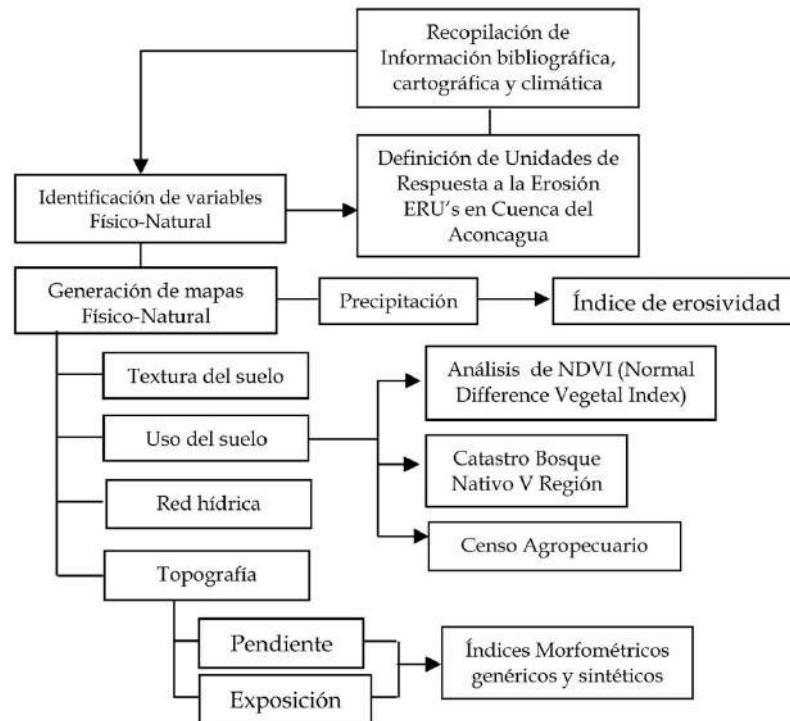 Recopilación de
Información bibliográfica,
cartográfica y climática
Definición de Unidades de
Respuesta a la Erosión
ERU's en Cuenca del
Aconcagua
Identificación de variables
Físico-Natural
Generación de mapas
Físico-Natural
Precipitación
Índice de erosividad
Textura del suelo
Uso del suelo
Red hídrica
Topografía
Análisis de NDVI (Normal
Difference Vegetal Index)
Catastro Bosque
Nativo V Región
Censo Agropecuario
Pendiente
Exposición
Índices Morfométricos
genéricos y sintéticos